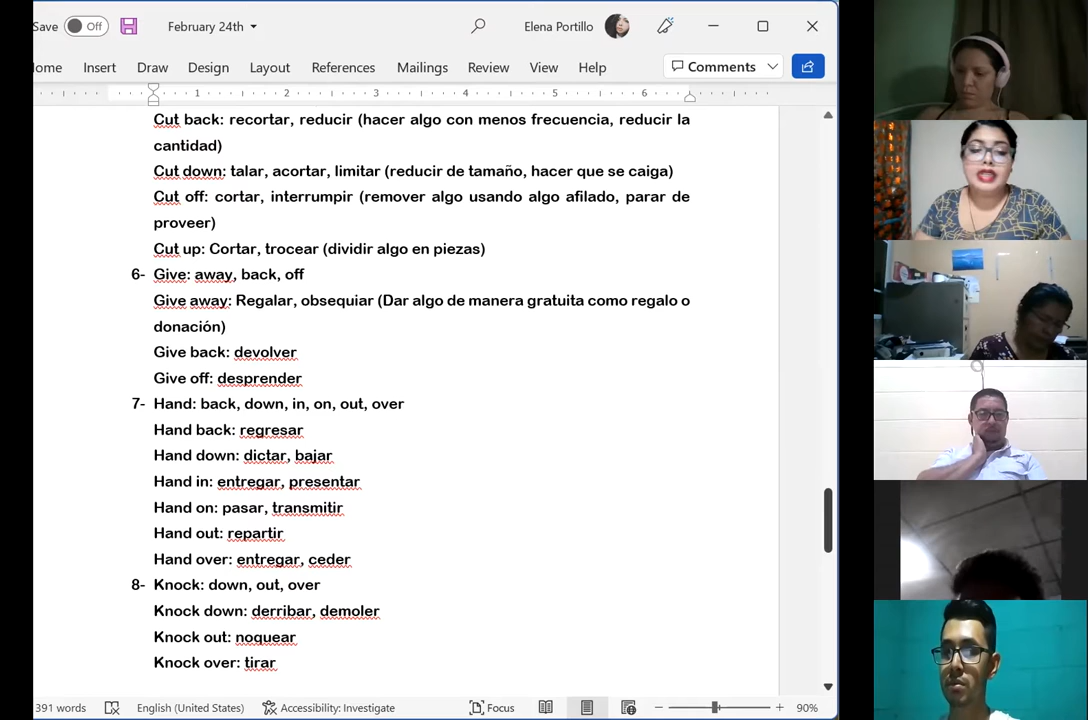 Save Off February 24th Elena Portillo
ome Insert Draw Design Layout References Mailings Review View Help Comments
1 2 3 4 5 6
Cut back: recortar, reducir (hacer algo con menos frecuencia, reducir la
cantidad)
Cut down: talar, acortar, limitar (reducir de tamaño, hacer que se caiga)
Cut off: cortar, interrumpir (remover algo usando algo afilado, parar de
proveer)
Cut up: Cortar, trocear (dividir algo en piezas)
6- Give: away, back, off
Give away: Regalar, obsequiar (Dar algo de manera gratuita como regalo o
donación)
Give back: devolver
Give off: desprender
7- Hand: back, down, in, on, out, over
Hand back: regresar
Hand down: dictar, bajar
Hand in: entregar, presentar
Hand on: pasar, transmitir
Hand out: repartir
Hand over: entregar, ceder
8- Knock: down, out, over
Knock down: derribar, demoler
Knock out: noquear
Knock over: tirar
391 words English (United States) Accessibility: Investigate Focus 90%